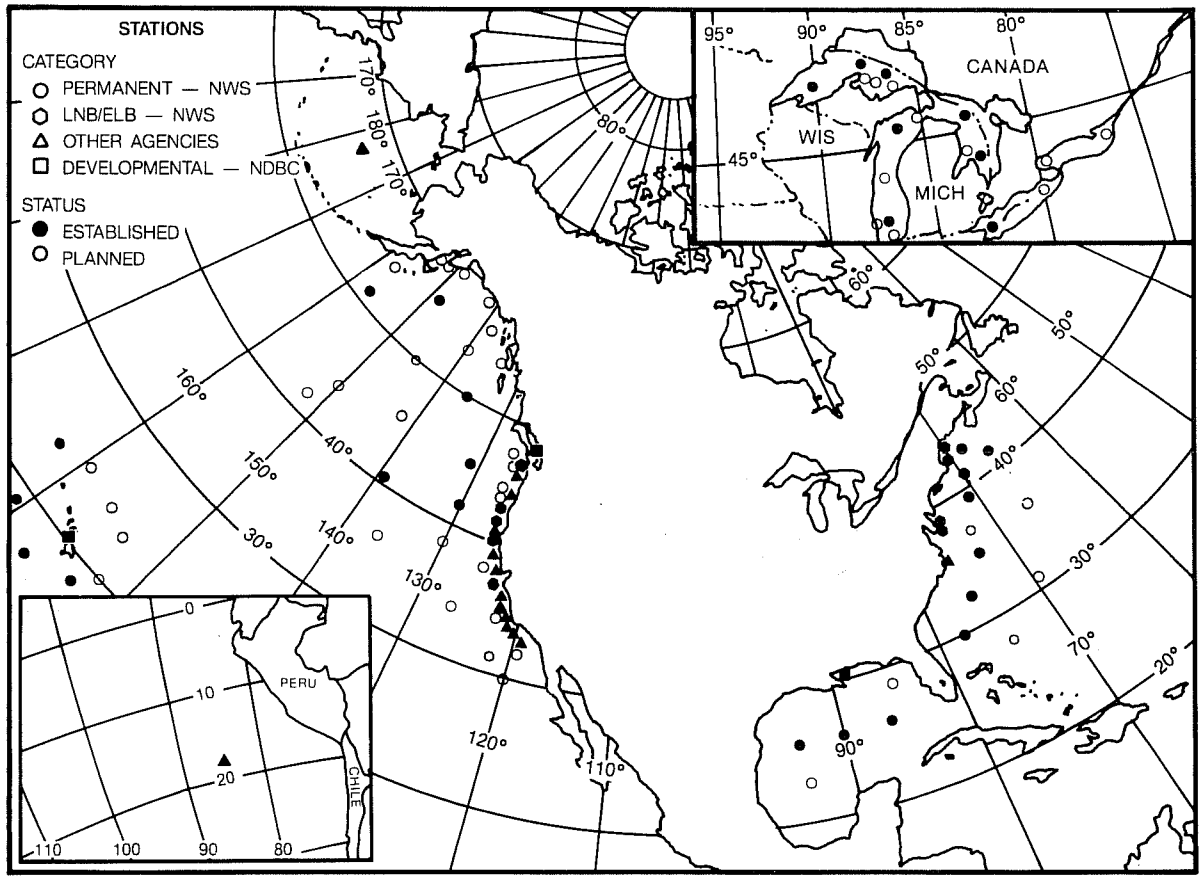 STATIONS
CATEGORY
PERMANENT — NWS
LNB/ELB — NWS
OTHER AGENCIES
DEVELOPMENTAL — NDBC
STATUS
ESTABLISHED
PLANNED
170°
180°
170°
80°
95°
90°
85°
80°
CANADA
WIS
45°
MICH
60°
50°
50°
60°
160°
40°
40°
150°
30°
140°
30°
130°
70°
20°
120°
110°
90°
0
10
PERU
20
CHILE
110
100
90
80